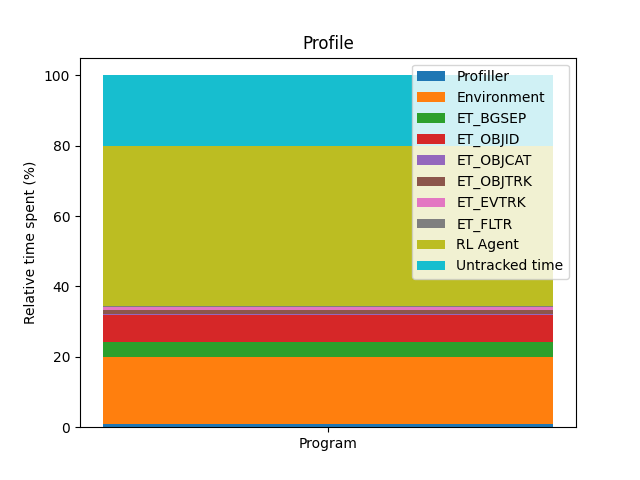 Profile
Relative time spent (%)
100
80
60
40
20
0
Program
Profiller
Environment
ET_BGSEP
ET_OBJID
ET_OBJCAT
ET_OBJTRK
ET_EVTRK
ET_FLTR
RL Agent
Untracked time